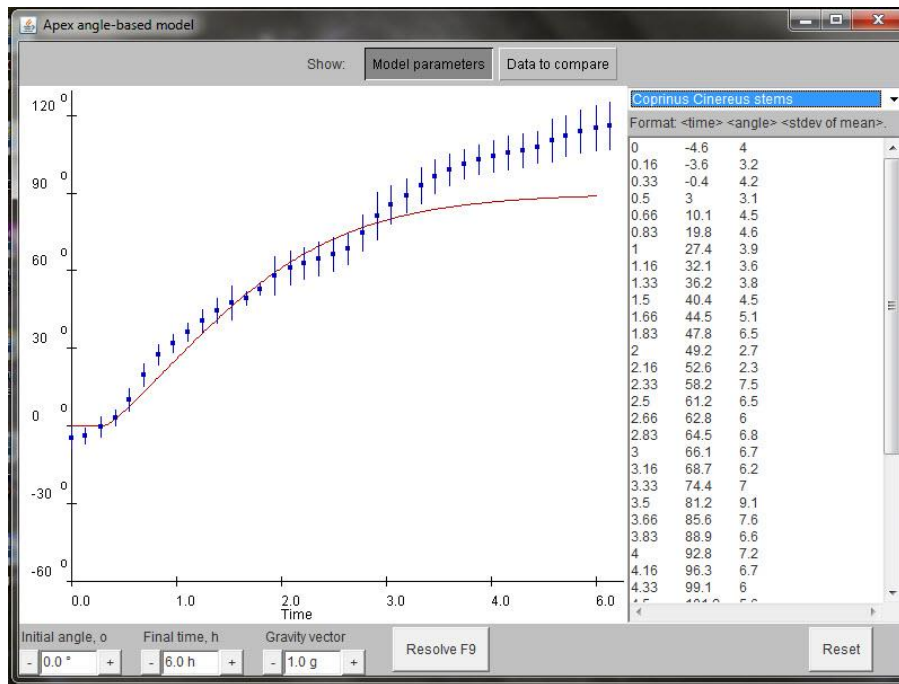 Apex angle-based model
Show: Model parameters Data to compare
Coprinus Cinereus stems
Format: <time> <angle> <stdev of mean>.
0 -4.6 4
0.16 -3.6 3.2
0.33 -0.4 4.2
0.5 3 3.1
0.66 10.1 4.5
0.83 19.8 4.6
1 27.4 3.9
1.16 32.1 3.6
1.33 36.2 3.8
1.5 40.4 4.5
1.66 44.5 5.1
1.83 47.8 6.5
2 49.2 2.7
2.16 52.6 2.3
2.33 58.2 7.5
2.5 61.2 6.5
2.66 62.8 6
2.83 64.5 6.8
3 66.1 6.7
3.16 68.7 6.2
3.33 74.4 7
3.5 81.2 9.1
3.66 85.6 7.6
3.83 88.9 6.6
4 92.8 7.2
4.16 96.3 6.7
4.33 99.1 6
120 o
90 o
60 o
30 o
0 o
-30 o
-60 o
0.0 1.0 2.0 3.0 4.0 6.0
Time
Initial angle, o Final time, h Gravity vector
- 0.0 ° + - 6.0 h + - 1.0 g + Resolve F9 Reset